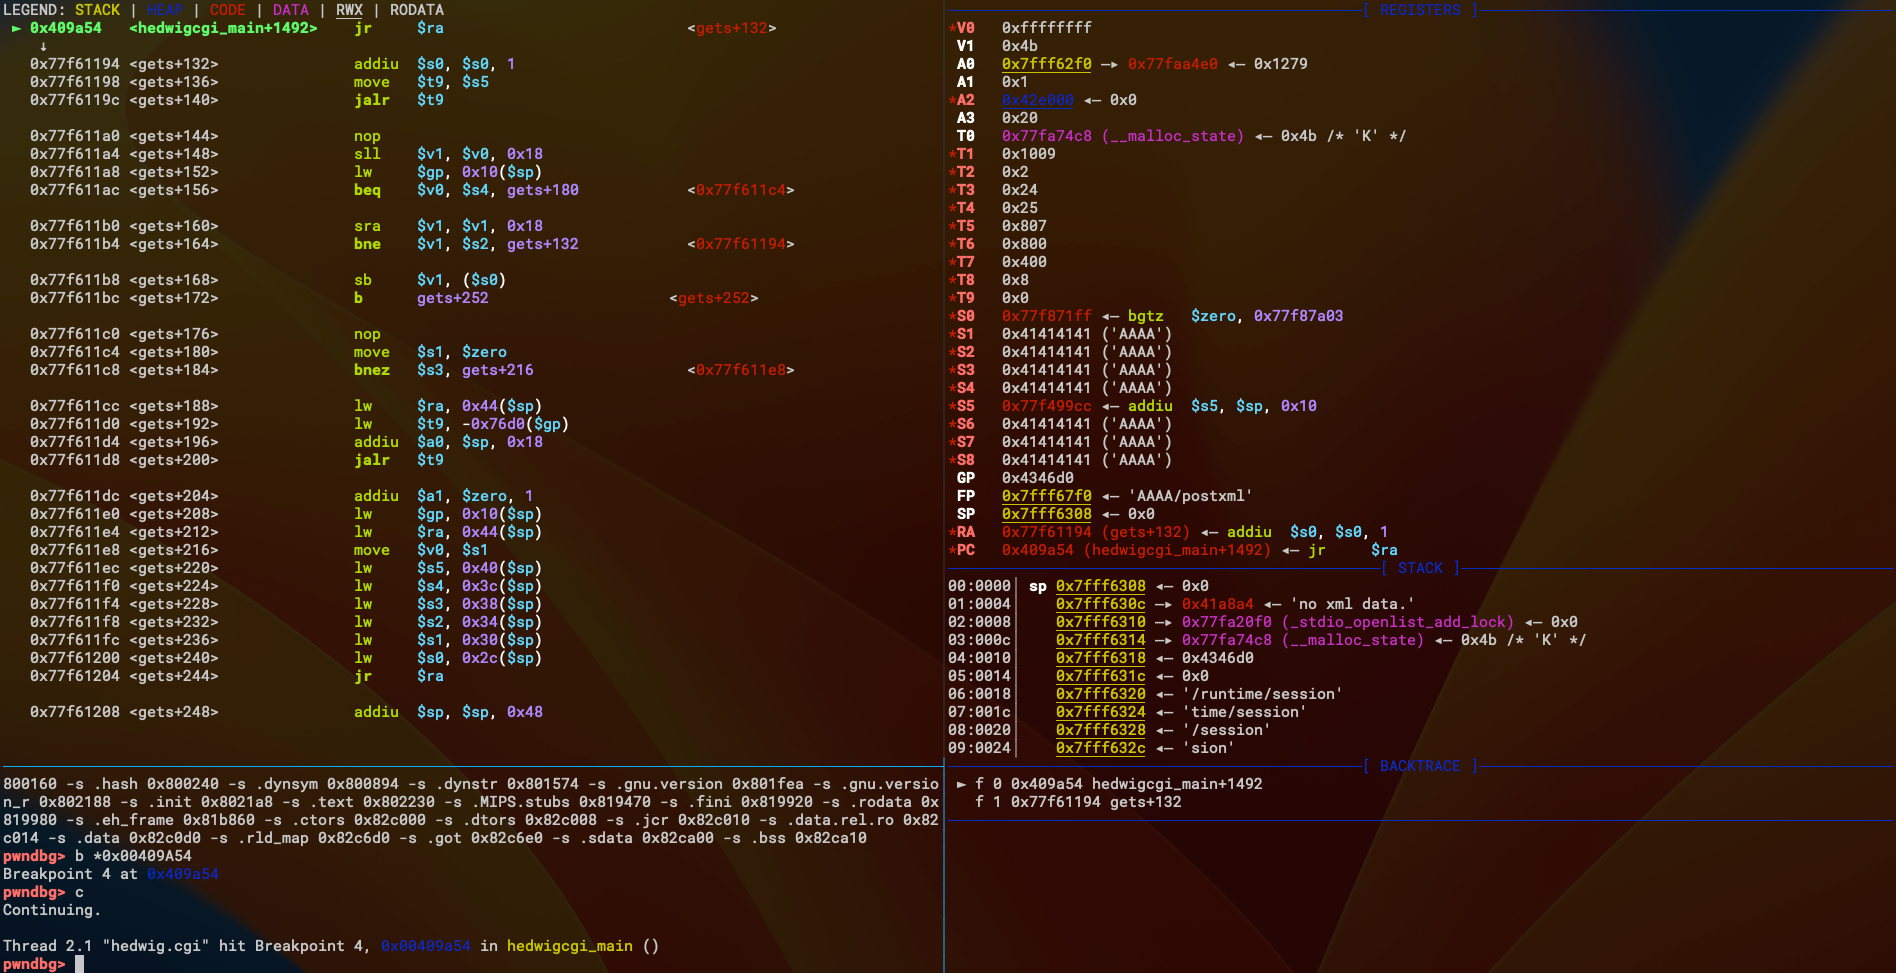 LEGEND: STACK | HEAP | CODE | DATA | RWX | RODATA
► 0x409a54 <hedwigcgi_main+1492> jr $ra <gets+132>
↓
0x77f61194 <gets+132> addiu $s0, $s0, 1
0x77f61198 <gets+136> move $t9, $s5
0x77f6119c <gets+140> jalr $t9
0x77f611a0 <gets+144> nop
0x77f611a4 <gets+148> sll $v1, $v0, 0x18
0x77f611a8 <gets+152> lw $gp, 0x10($sp)
0x77f611ac <gets+156> beq $v0, $s4, gets+180 <0x77f611c4>
0x77f611b0 <gets+160> sra $v1, $v1, 0x18
0x77f611b4 <gets+164> bne $v1, $s2, gets+132 <0x77f61194>
0x77f611b8 <gets+168> sb $v1, ($s0)
0x77f611bc <gets+172> b gets+252 <gets+252>
0x77f611c0 <gets+176> nop
0x77f611c4 <gets+180> move $s1, $zero
0x77f611c8 <gets+184> bnez $s3, gets+216 <0x77f611e8>
0x77f611cc <gets+188> lw $ra, 0x44($sp)
0x77f611d0 <gets+192> lw $t9, -0x76d0($gp)
0x77f611d4 <gets+196> addiu $a0, $sp, 0x18
0x77f611d8 <gets+200> jalr $t9
0x77f611dc <gets+204> addiu $a1, $zero, 1
0x77f611e0 <gets+208> lw $gp, 0x10($sp)
0x77f611e4 <gets+212> lw $ra, 0x44($sp)
0x77f611e8 <gets+216> move $v0, $s1
0x77f611ec <gets+220> lw $s5, 0x40($sp)
0x77f611f0 <gets+224> lw $s4, 0x3c($sp)
0x77f611f4 <gets+228> lw $s3, 0x38($sp)
0x77f611f8 <gets+232> lw $s2, 0x34($sp)
0x77f611fc <gets+236> lw $s1, 0x30($sp)
0x77f61200 <gets+240> lw $s0, 0x2c($sp)
0x77f61204 <gets+244> jr $ra
0x77f61208 <gets+248> addiu $sp, $sp, 0x48
800160 -s .hash 0x800240 -s .dynsym 0x800894 -s .dynstr 0x801574 -s .gnu.version 0x801fea -s .gnu.versio
n_r 0x802188 -s .init 0x8021a8 -s .text 0x802230 -s .MIPS.stubs 0x819470 -s .fini 0x819920 -s .rodata 0x
819980 -s .eh_frame 0x81b860 -s .ctors 0x82c000 -s .dtors 0x82c008 -s .jcr 0x82c010 -s .data.rel.ro 0x82
c014 -s .data 0x82c0d0 -s .rld_map 0x82c6d0 -s .got 0x82c6e0 -s .sdata 0x82ca00 -s .bss 0x82ca10
pwndbg> b *0x00409A54
Breakpoint 4 at 0x409a54
pwndbg> c
Continuing.
Thread 2.1 "hedwig.cgi" hit Breakpoint 4, 0x00409a54 in hedwigcgi_main ()
pwndbg>
[ REGISTERS ]
*V0 0xffffffff
V1 0x4b
A0 0x7fff62f0 —▸ 0x77faa4e0 ◂— 0x1279
A1 0x1
*A2 0x42e000 ◂— 0x0
A3 0x20
T0 0x77fa74c8 (__malloc_state) ◂— 0x4b /* 'K' */
*T1 0x1009
*T2 0x2
*T3 0x24
*T4 0x25
*T5 0x807
*T6 0x800
*T7 0x400
*T8 0x8
*T9 0x0
*S0 0x77f871ff ◂— bgtz $zero, 0x77f87a03
*S1 0x41414141 ('AAAA')
*S2 0x41414141 ('AAAA')
*S3 0x41414141 ('AAAA')
*S4 0x41414141 ('AAAA')
*S5 0x77f499cc ◂— addiu $s5, $sp, 0x10
*S6 0x41414141 ('AAAA')
*S7 0x41414141 ('AAAA')
*S8 0x41414141 ('AAAA')
GP 0x4346d0
FP 0x7fff67f0 ◂— 'AAAA/postxml'
SP 0x7fff6308 ◂— 0x0
*RA 0x77f61194 (gets+132) ◂— addiu $s0, $s0, 1
*PC 0x409a54 (hedwigcgi_main+1492) ◂— jr $ra
[ STACK ]
00:0000│ sp 0x7fff6308 ◂— 0x0
01:0004│ 0x7fff630c —▸ 0x41a8a4 ◂— 'no xml data.'
02:0008│ 0x7fff6310 —▸ 0x77fa20f0 (_stdio_openlist_add_lock) ◂— 0x0
03:000c│ 0x7fff6314 —▸ 0x77fa74c8 (__malloc_state) ◂— 0x4b /* 'K' */
04:0010│ 0x7fff6318 ◂— 0x4346d0
05:0014│ 0x7fff631c ◂— 0x0
06:0018│ 0x7fff6320 ◂— '/runtime/session'
07:001c│ 0x7fff6324 ◂— 'time/session'
08:0020│ 0x7fff6328 ◂— '/session'
09:0024│ 0x7fff632c ◂— 'sion'
[ BACKTRACE ]
► f 0 0x409a54 hedwigcgi_main+1492
f 1 0x77f61194 gets+132